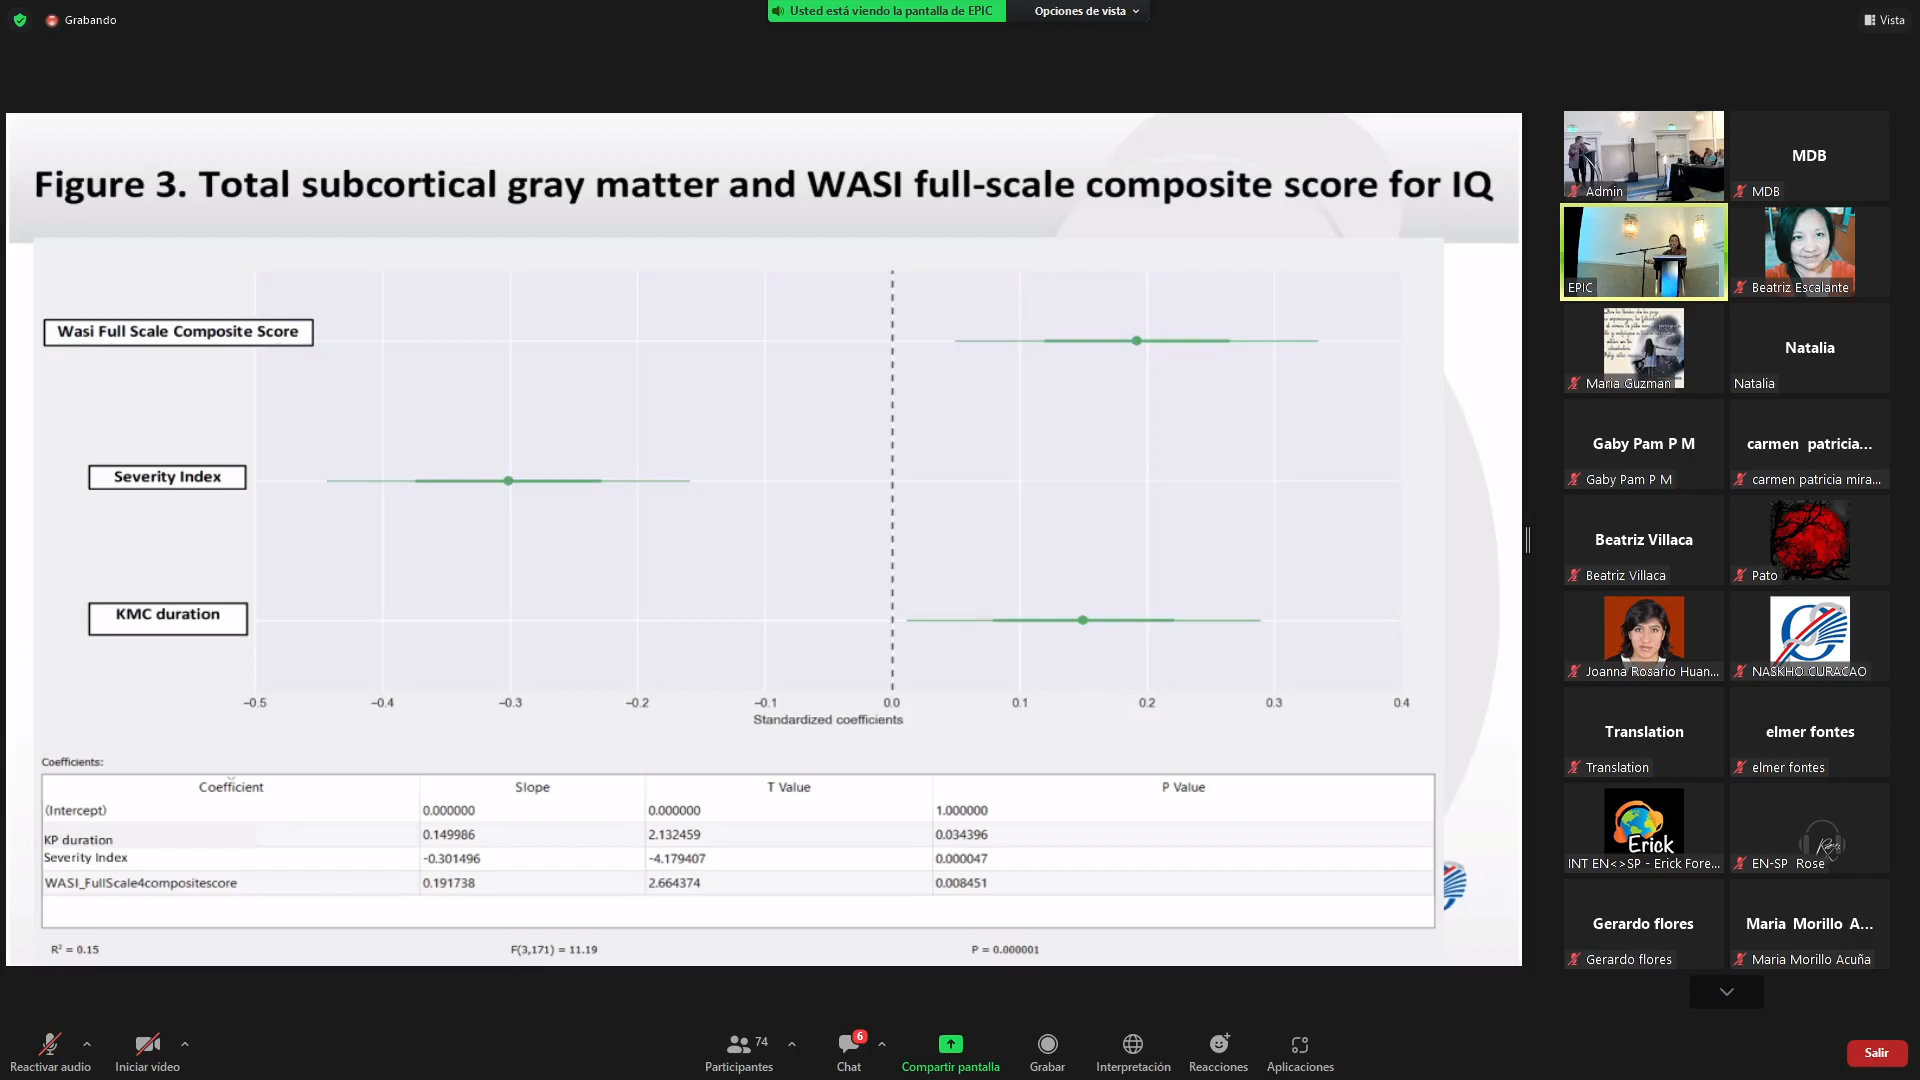 Grabando
Usted está viendo la pantalla de EPIC
Opciones de vista
Vista
Figure 3. Total subcortical gray matter and WASI full-scale composite score for IQ
Wasi Full Scale Composite Score
Severity Index
KMC duration
−0.5 −0.4 −0.3 −0.2 −0.1 0.0 0.1 0.2 0.3 0.4
Standardized coefficients
Coefficients:
Coefficient Slope T Value P Value
(Intercept) 0.000000 0.000000 1.000000
KP duration 0.149986 2.132459 0.034396
Severity Index -0.301496 -4.179407 0.000047
WASI_FullScale4compositescore 0.191738 2.664374 0.008451
R² = 0.15 F(3,171) = 11.19 P = 0.000001
Admin
MDB
MDB
EPIC
Beatriz Escalante
Maria Guzman
Natalia
Natalia
Gaby Pam P M
Gaby Pam P M
carmen patricia...
carmen patricia mira...
Beatriz Villaca
Beatriz Villaca
Pato
Joanna Rosario Huan...
NASKHO CURACAO
Translation
Translation
elmer fontes
elmer fontes
Erick
INT EN<>SP - Erick Fore...
EN-SP Rose
Gerardo flores
Gerardo flores
Maria Morillo A...
Maria Morillo Acuña
Reactivar audio
Iniciar vídeo
Participantes
74
Chat
6
Compartir pantalla
Grabar
Interpretación
Reacciones
Aplicaciones
Salir